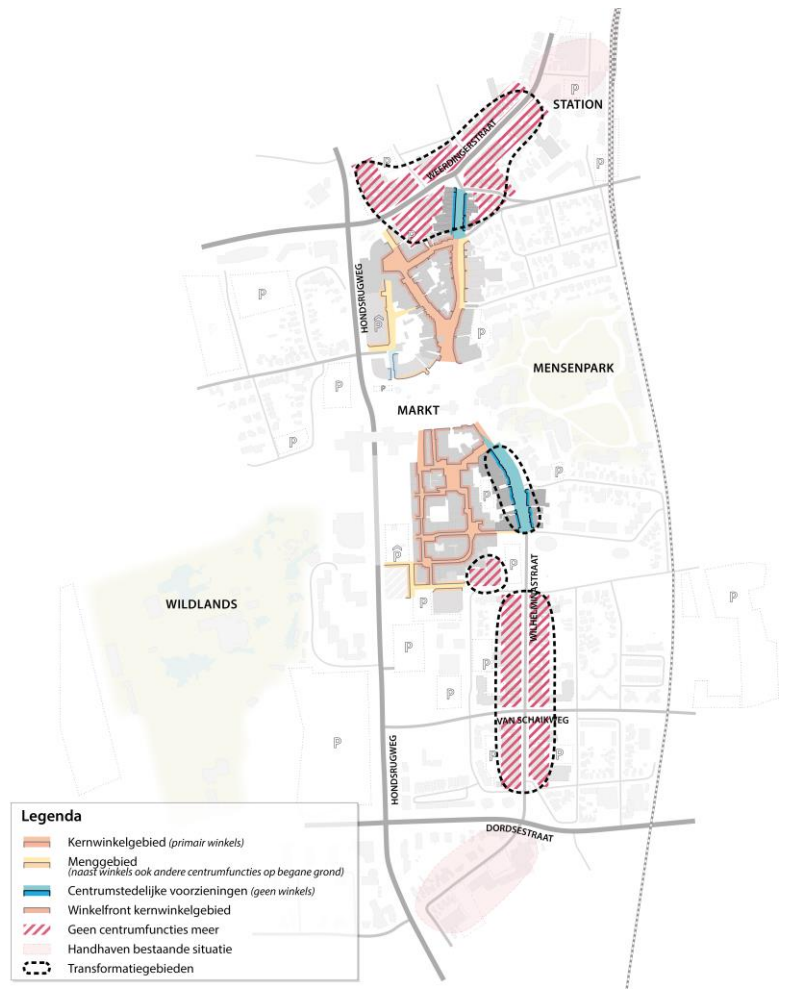 P
STATION
WEERDINGERSTRAAT
P
P
P
P
HONDSRUGWEG
P
P
P
MENSENPARK
P
P
MARKT
P
P
P
P
P
WILHELMINASTRAAT
WILDLANDS
P
P
P
P
P
VAN SCHAIKWEG
P
P
P
HONDSRUGWEG
DORDSESTRAAT
Legenda
Kernwinkelgebied (primair winkels)
Menggebied
(naast winkels ook andere centrumfuncties op begane grond)
Centrumstedelijke voorzieningen (geen winkels)
Winkelfront kernwinkelgebied
Geen centrumfuncties meer
Handhaven bestaande situatie
Transformatiegebieden